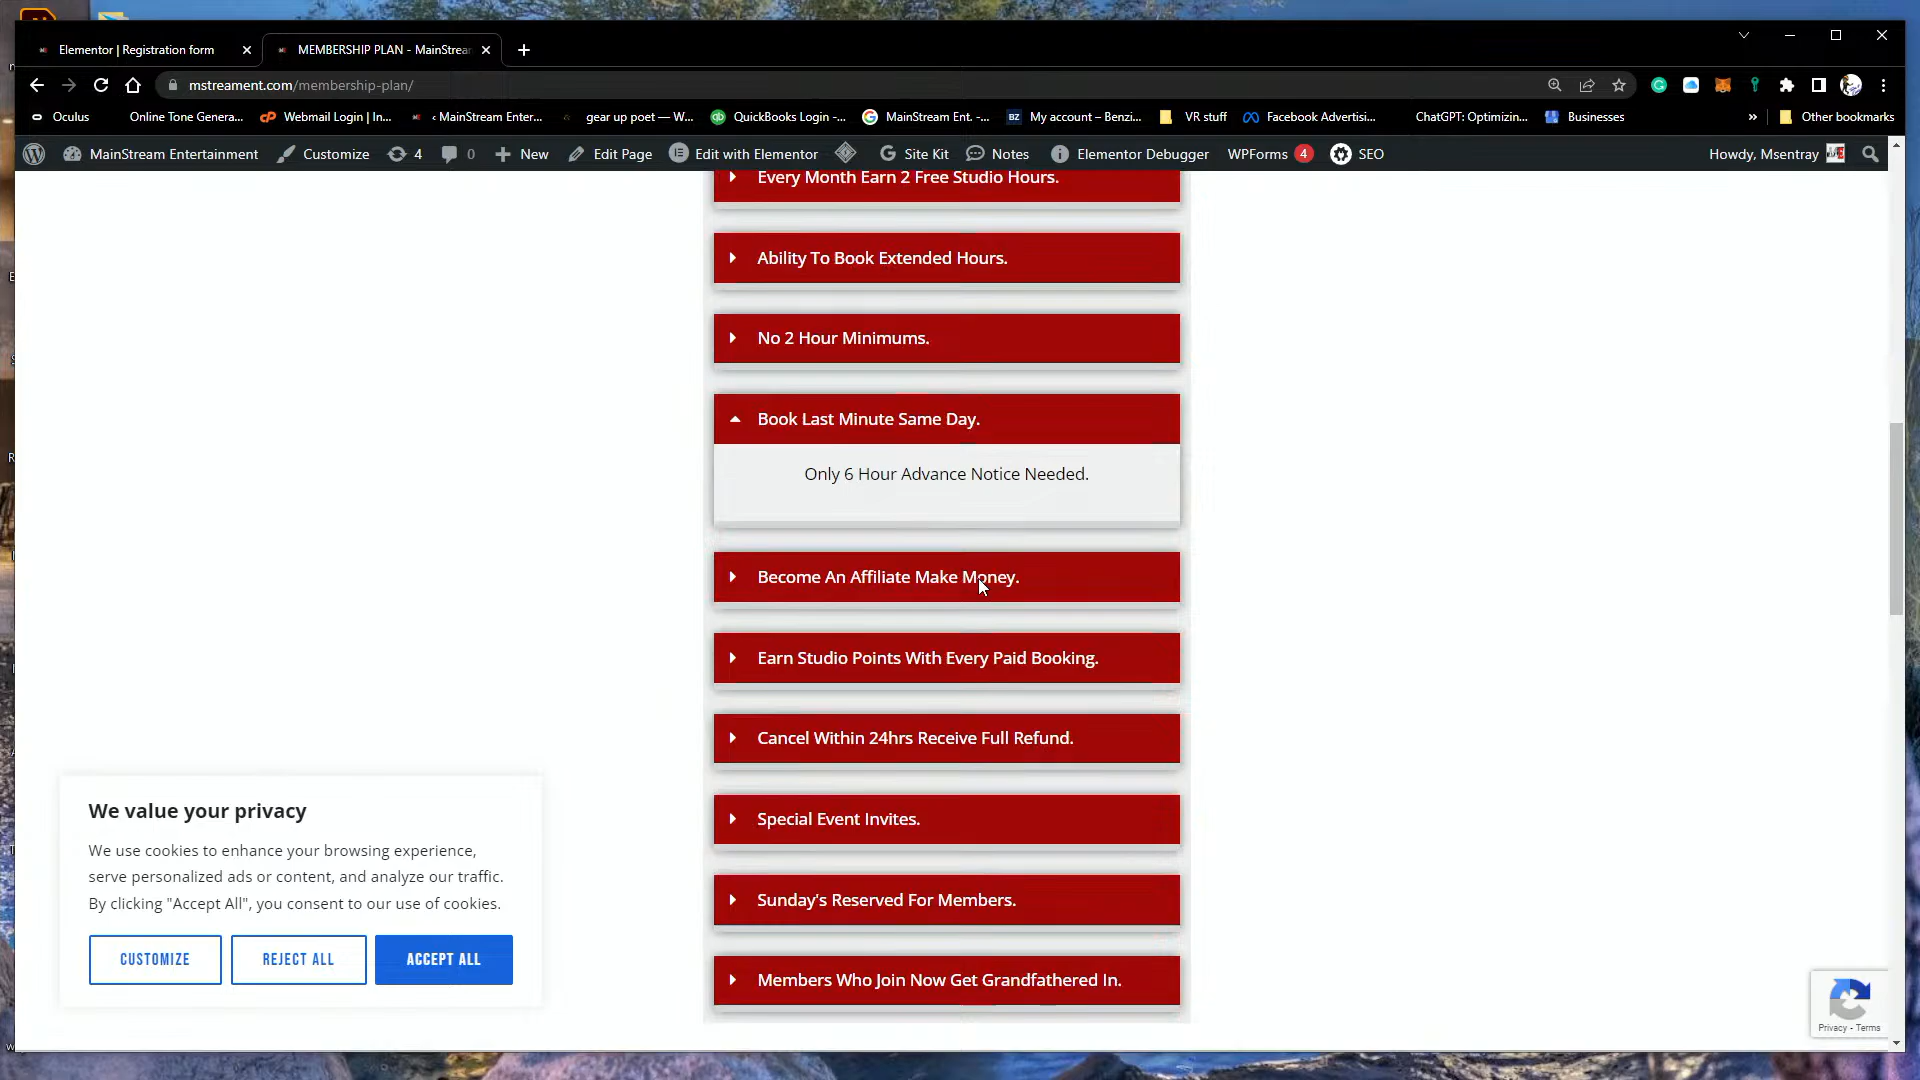 Elementor | Registration form
MEMBERSHIP PLAN - MainStrea
mstreament.com/membership-plan/
Oculus
Online Tone Genera...
Webmail Login | In...
‹ MainStream Enter...
gear up poet — W...
QuickBooks Login -...
MainStream Ent. -...
BZ
My account – Benzi...
VR stuff
Facebook Advertisi...
ChatGPT: Optimizin...
Businesses
»
Other bookmarks
MainStream Entertainment
Customize
4
0
New
Edit Page
Edit with Elementor
Site Kit
Notes
Elementor Debugger
WPForms 4
SEO
Howdy, Msentray
Every Month Earn 2 Free Studio Hours.
Ability To Book Extended Hours.
No 2 Hour Minimums.
Book Last Minute Same Day.
Only 6 Hour Advance Notice Needed.
Become An Affiliate Make Money.
Earn Studio Points With Every Paid Booking.
Cancel Within 24hrs Receive Full Refund.
Special Event Invites.
Sunday's Reserved For Members.
Members Who Join Now Get Grandfathered In.
We value your privacy
We use cookies to enhance your browsing experience,
serve personalized ads or content, and analyze our traffic.
By clicking "Accept All", you consent to our use of cookies.
CUSTOMIZE
REJECT ALL
ACCEPT ALL
Privacy - Terms